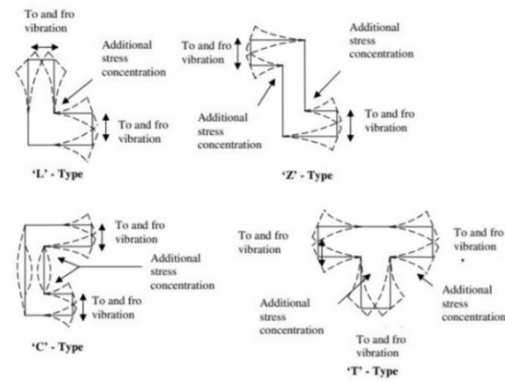 To and fro
vibration
Additional
stress
concentration
To and fro
vibration
'L' - Type
To and fro
vibration
Additional
stress
concentration
Additional
stress
concentration
To and fro
vibration
'Z' - Type
To and fro
vibration
Additional
stress
concentration
To and fro
vibration
'C' - Type
To and fro
vibration
To and fro
vibration
Additional
stress
concentration
Additional
stress
concentration
To and fro
vibration
'T' - Type